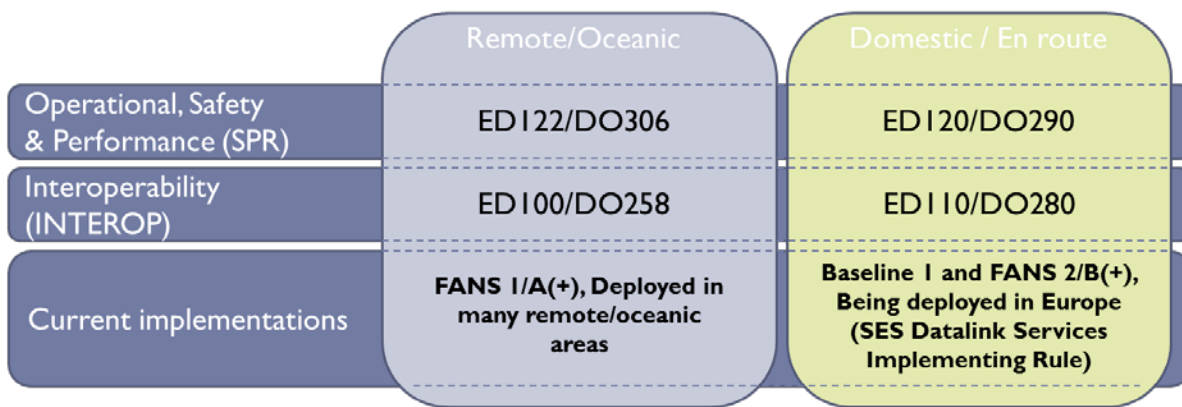 Remote/Oceanic
Domestic / En route
Operational, Safety
& Performance (SPR)
ED122/DO306
ED120/DO290
Interoperability
(INTEROP)
ED100/DO258
ED110/DO280
Current implementations
FANS 1/A(+), Deployed in
many remote/oceanic
areas
Baseline 1 and FANS 2/B(+),
Being deployed in Europe
(SES Datalink Services
Implementing Rule)